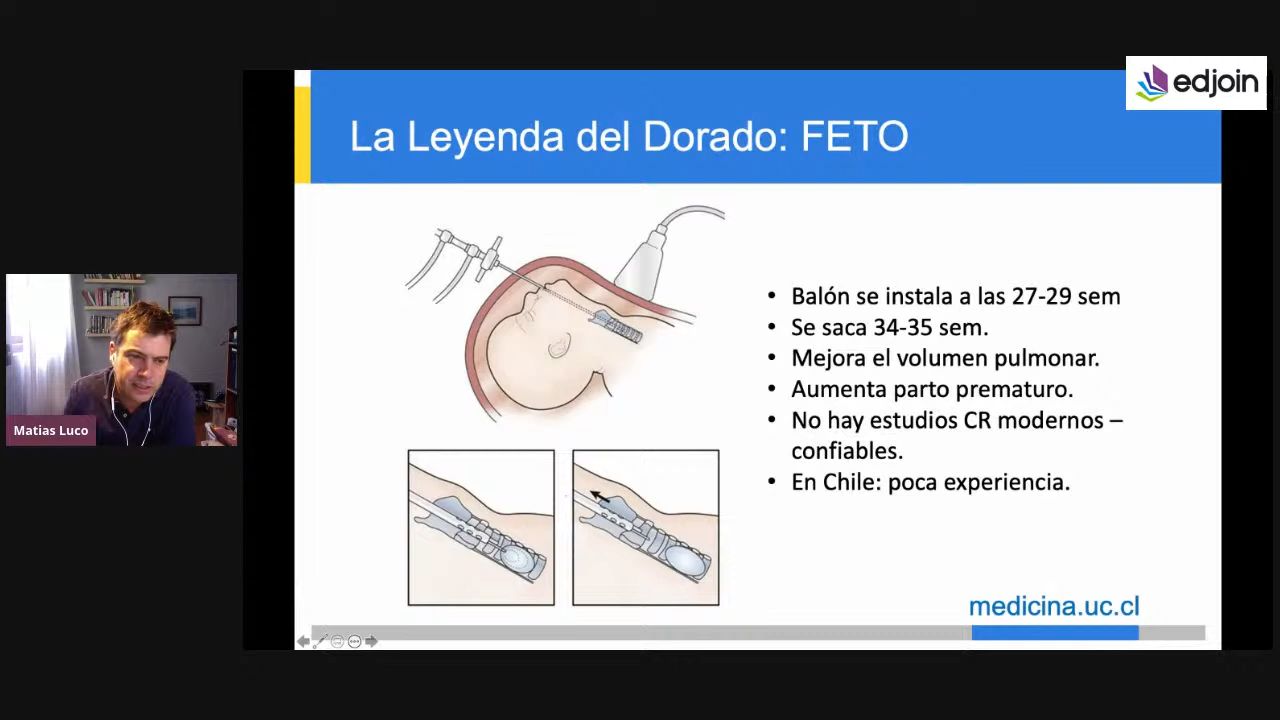 edjoin
La Leyenda del Dorado: FETO
• Balón se instala a las 27-29 sem
• Se saca 34-35 sem.
• Mejora el volumen pulmonar.
• Aumenta parto prematuro.
• No hay estudios CR modernos –
confiables.
• En Chile: poca experiencia.
Matias Luco
medicina.uc.cl